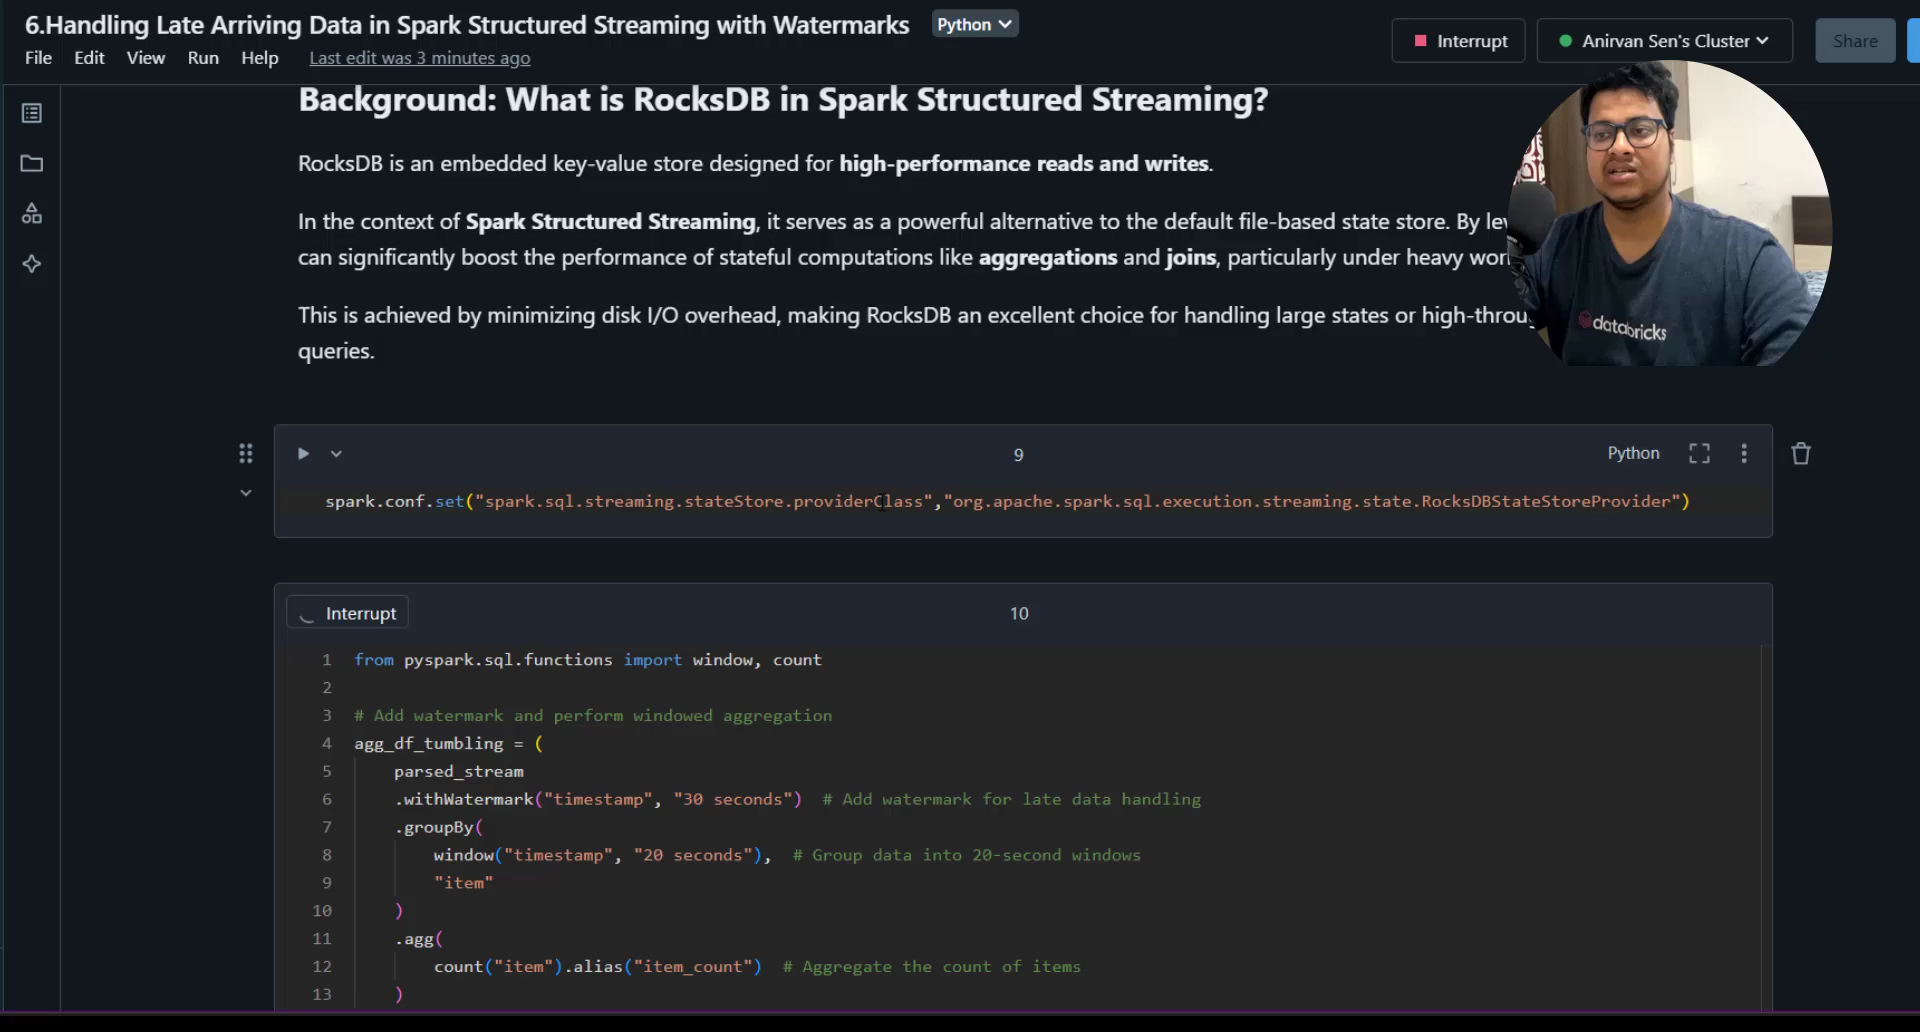 6.Handling Late Arriving Data in Spark Structured Streaming with Watermarks Python
File Edit View Run Help Last edit was 3 minutes ago
Interrupt Anirvan Sen's Cluster Share
Background: What is RocksDB in Spark Structured Streaming?
RocksDB is an embedded key-value store designed for high-performance reads and writes.
In the context of Spark Structured Streaming, it serves as a powerful alternative to the default file-based state store. By
can significantly boost the performance of stateful computations like aggregations and joins, particularly under heavy
This is achieved by minimizing disk I/O overhead, making RocksDB an excellent choice for handling large states or
queries.
databricks
9 Python
spark.conf.set("spark.sql.streaming.stateStore.providerClass","org.apache.spark.sql.execution.streaming.state.RocksDBStateStoreProvider")
Interrupt 10
1 from pyspark.sql.functions import window, count
2
3 # Add watermark and perform windowed aggregation
4 agg_df_tumbling = (
5 parsed_stream
6 .withWatermark("timestamp", "30 seconds") # Add watermark for late data handling
7 .groupBy(
8 window("timestamp", "20 seconds"), # Group data into 20-second windows
9 "item"
10 )
11 .agg(
12 count("item").alias("item_count") # Aggregate the count of items
13 )